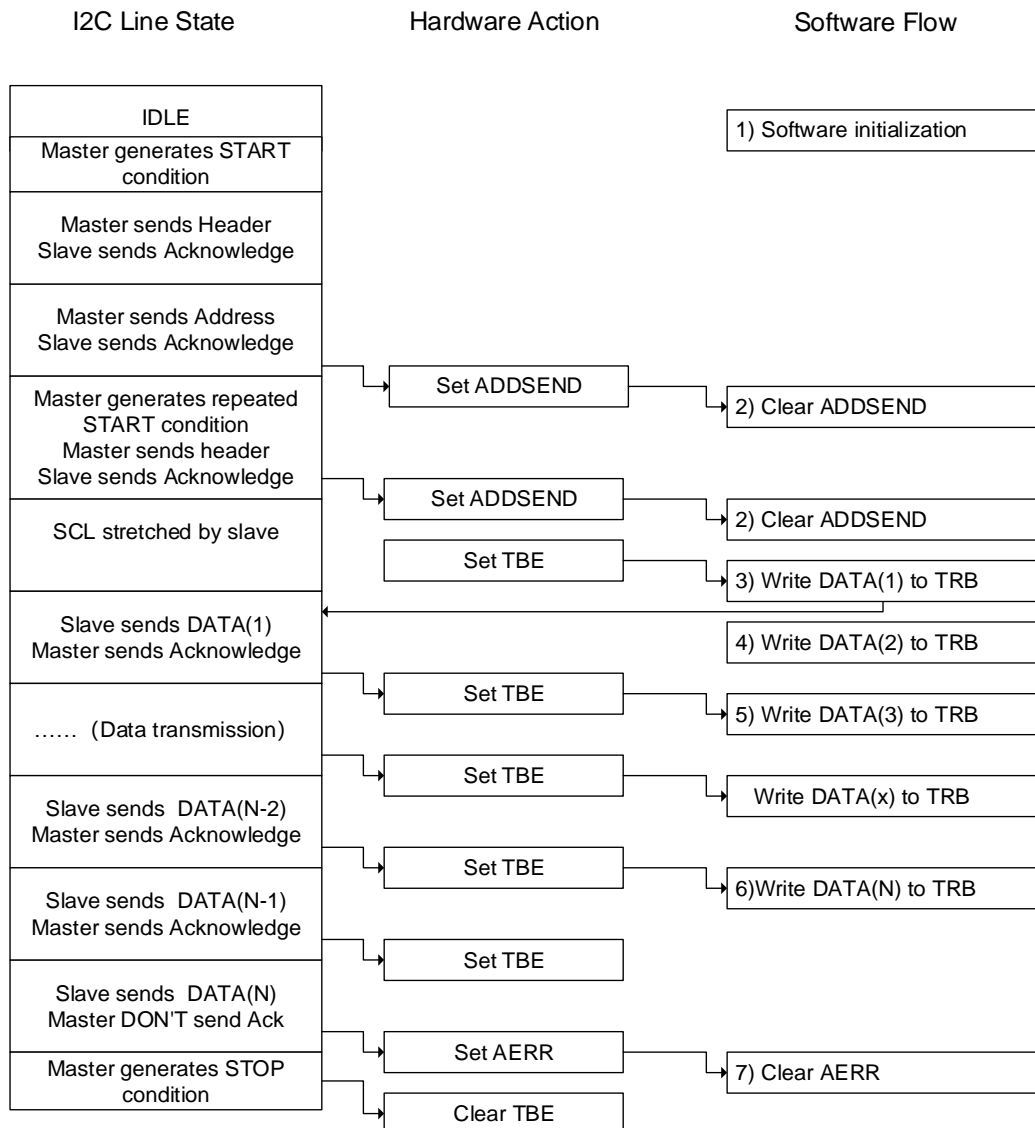 I2C Line State
Hardware Action
Software Flow
IDLE
1) Software initialization
Master generates START
condition
Master sends Header
Slave sends Acknowledge
Master sends Address
Slave sends Acknowledge
Set ADDSEND
2) Clear ADDSEND
Master generates repeated
START condition
Master sends header
Slave sends Acknowledge
Set ADDSEND
2) Clear ADDSEND
SCL stretched by slave
Set TBE
3) Write DATA(1) to TRB
Slave sends DATA(1)
Master sends Acknowledge
4) Write DATA(2) to TRB
Set TBE
5) Write DATA(3) to TRB
…… (Data transmission)
Set TBE
Write DATA(x) to TRB
Slave sends DATA(N-2)
Master sends Acknowledge
Set TBE
6)Write DATA(N) to TRB
Slave sends DATA(N-1)
Master sends Acknowledge
Set TBE
Slave sends DATA(N)
Master DON'T send Ack
Set AERR
7) Clear AERR
Master generates STOP
condition
Clear TBE